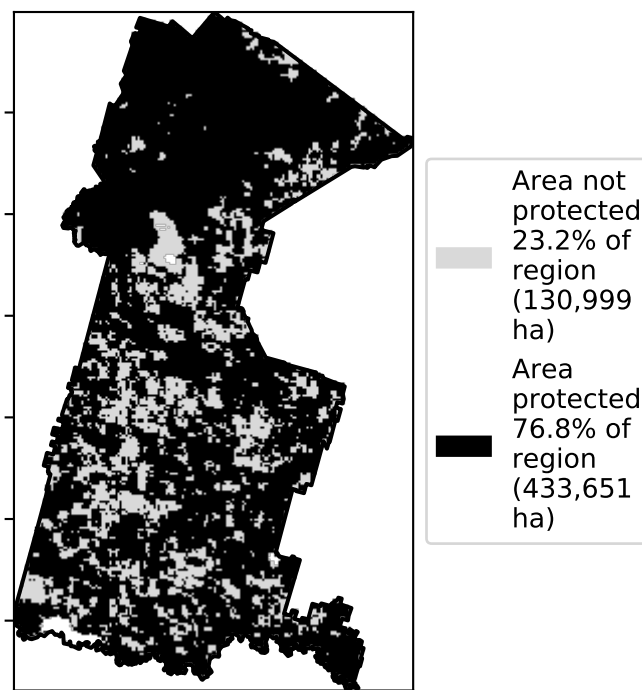 Area not
protected
23.2% of
region
(130,999
ha)
Area
protected
76.8% of
region
(433,651
ha)